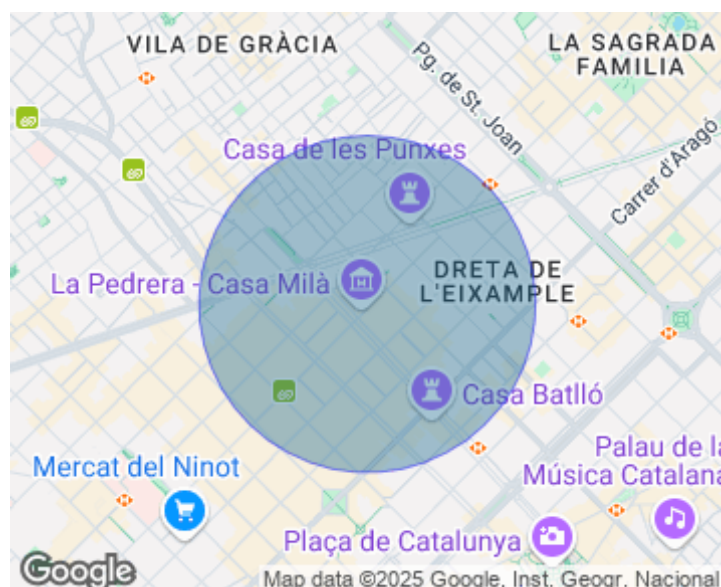 VILA DE GRÀCIA
LA SAGRADA
FAMILIA
Pg. de St. Joan
Casa de les Punxes
Carrer d'Aragó
La Pedrera - Casa Milà
DRETA DE
L'EIXAMPLE
Casa Batlló
Mercat del Ninot
Palau de la
Música Catalana
Plaça de Catalunya
Google
Map data ©2025 Google, Inst. Geogr. Nacional